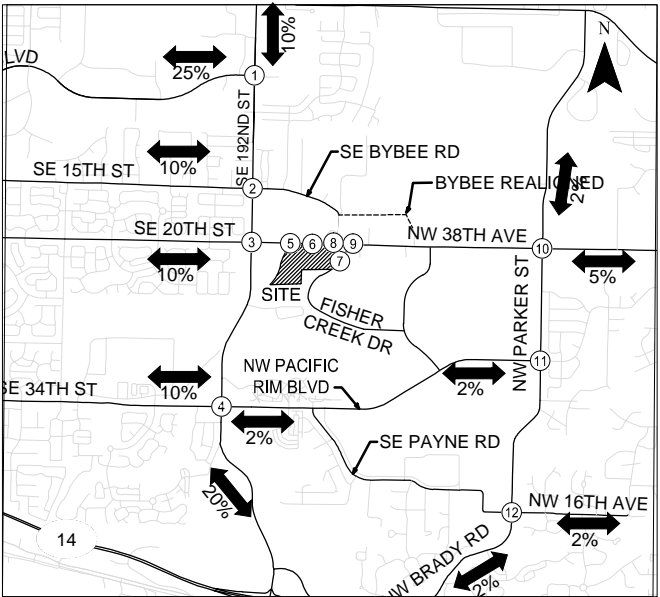 10%
N
LVD
25%
1
SE 192ND ST
10%
SE BYBEE RD
SE 15TH ST
2
BYBEE REALIGNED
2%
SE 20TH ST
3
5
6
8
9
NW 38TH AVE
10
10%
7
5%
SITE
FISHER
CREEK DR
NW PARKER ST
NW PACIFIC
RIM BLVD
11
10%
2%
SE 34TH ST
4
2%
SE PAYNE RD
20%
12
NW 16TH AVE
14
2%
NW BRADY RD
2%